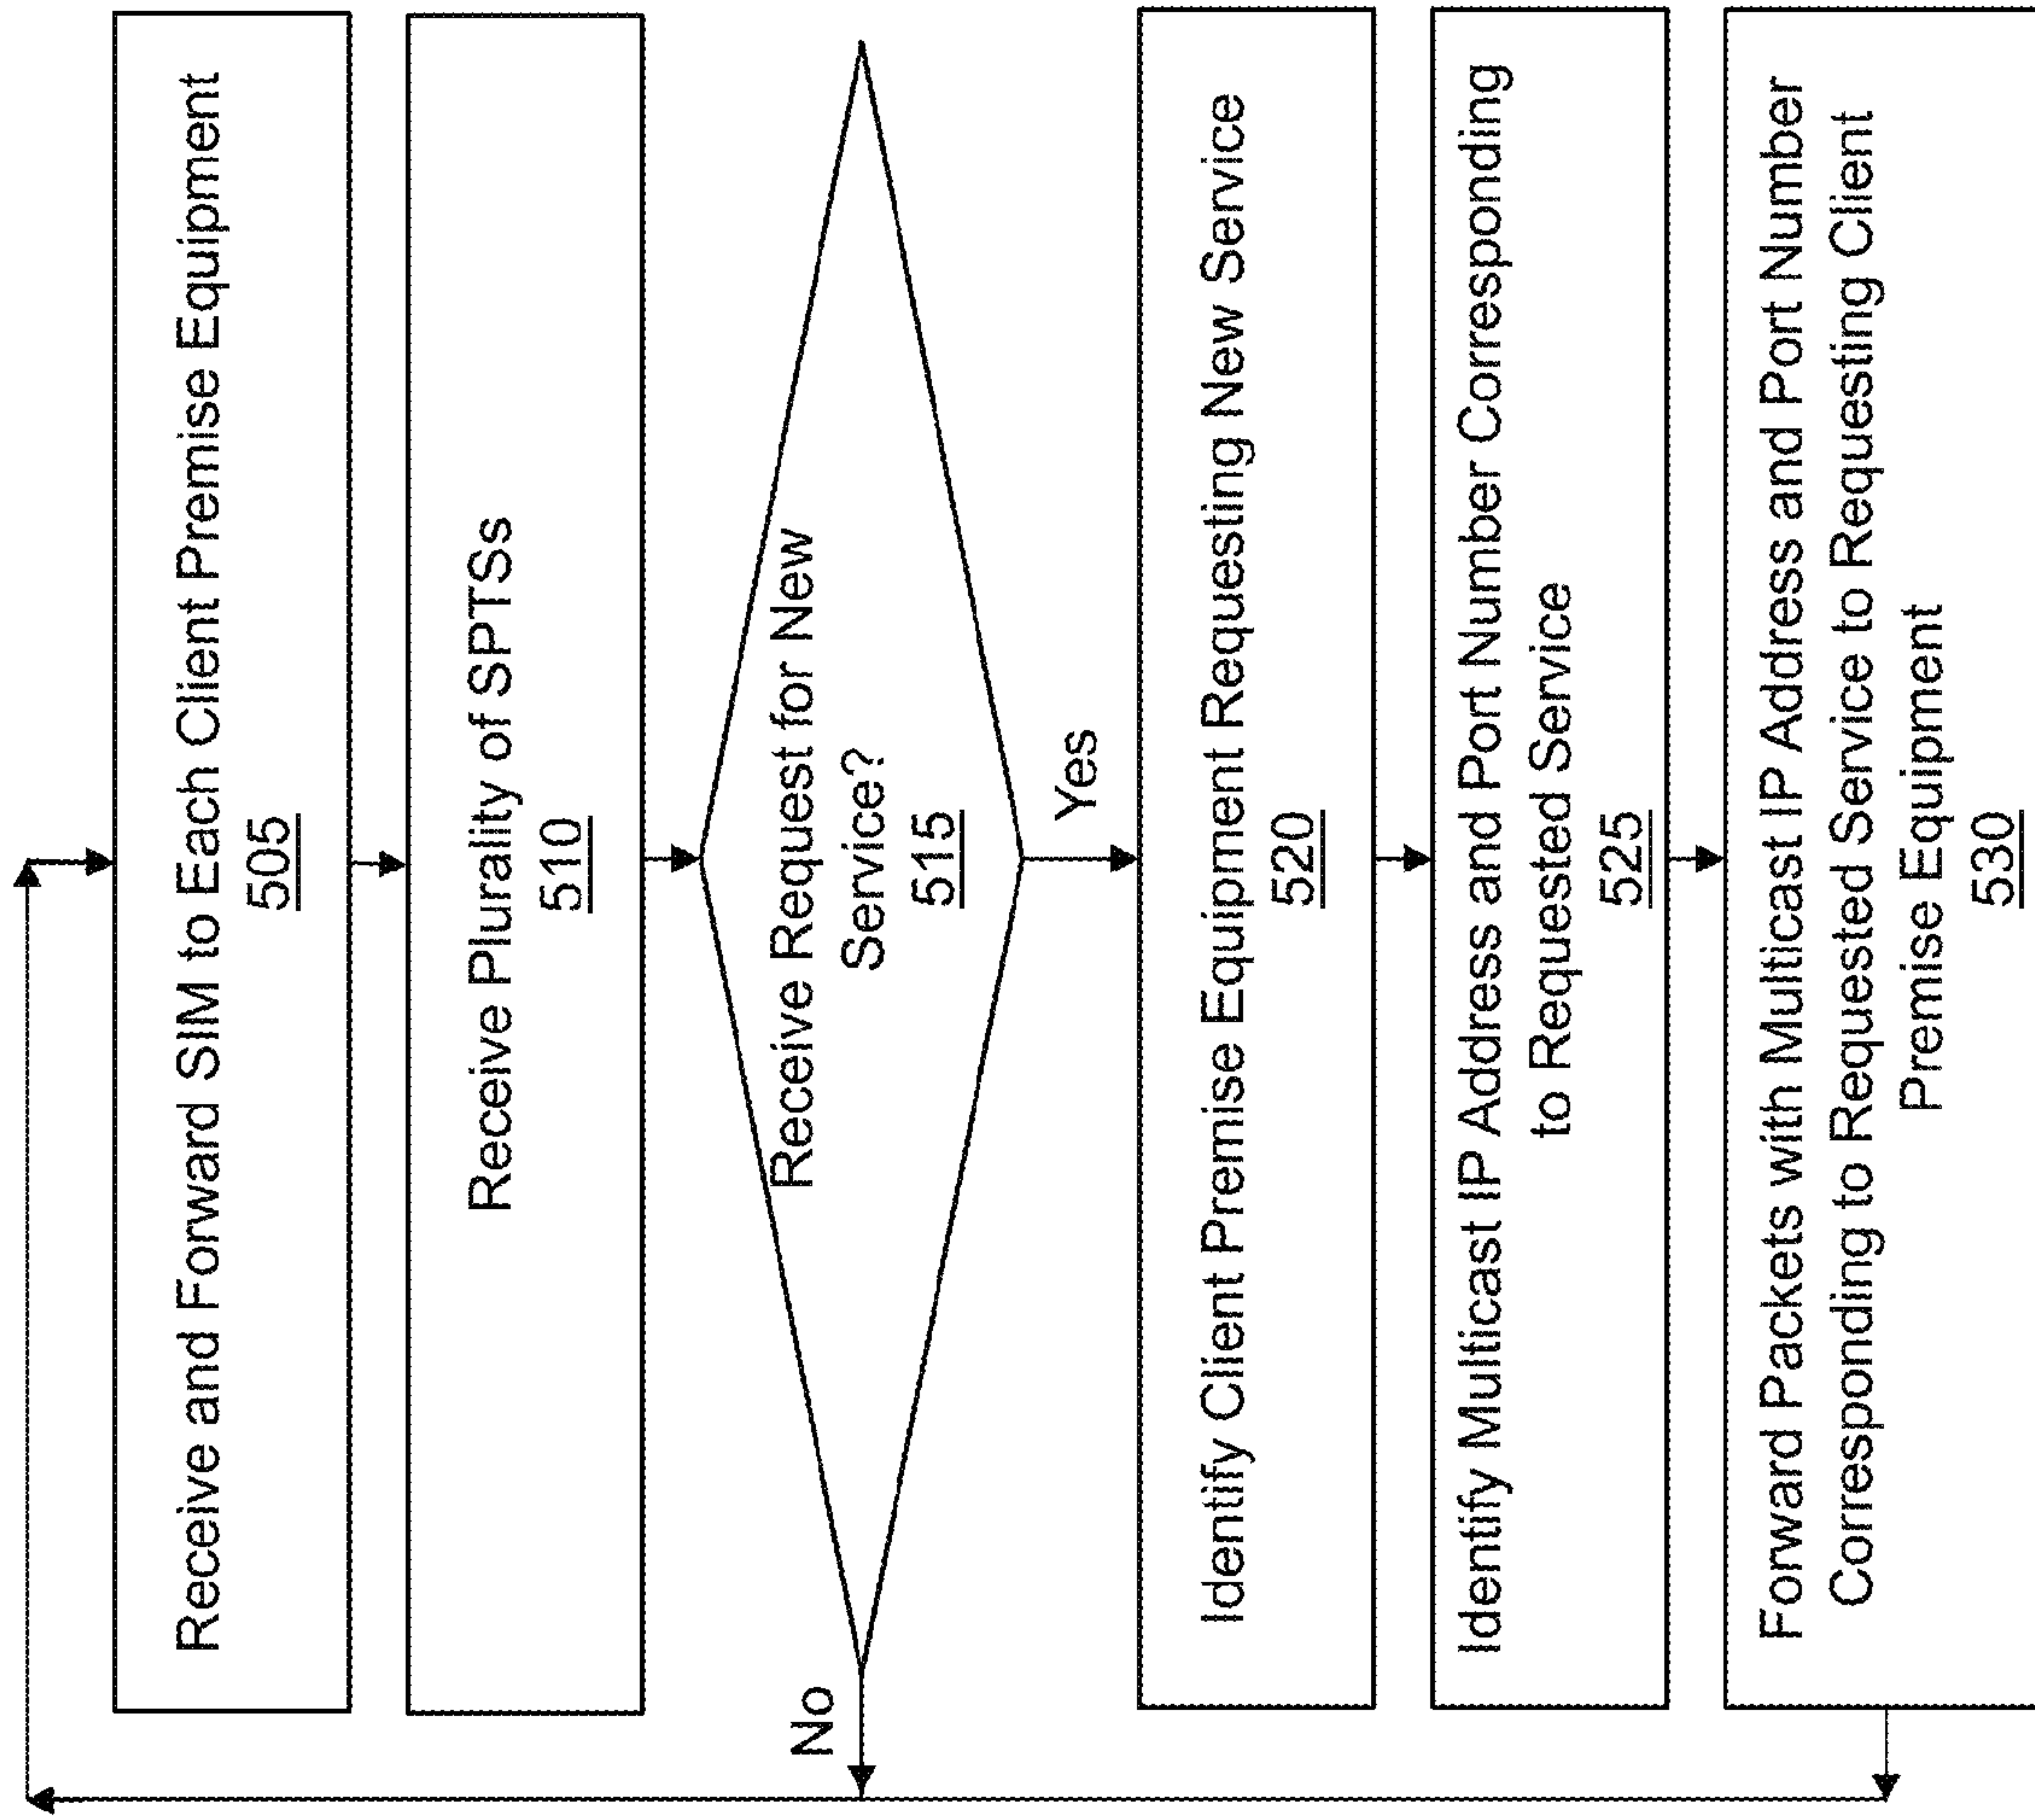 Receive and Forward SIM to Each Client Premise Equipment
505
Receive Plurality of SPTSs
510
Receive Request for New
Service?
515
No
Yes
Identify Client Premise Equipment Requesting New Service
520
Identify Multicast IP Address and Port Number Corresponding
to Requested Service
525
Forward Packets with Multicast IP Address and Port Number
Corresponding to Requested Service to Requesting Client
Premise Equipment
530